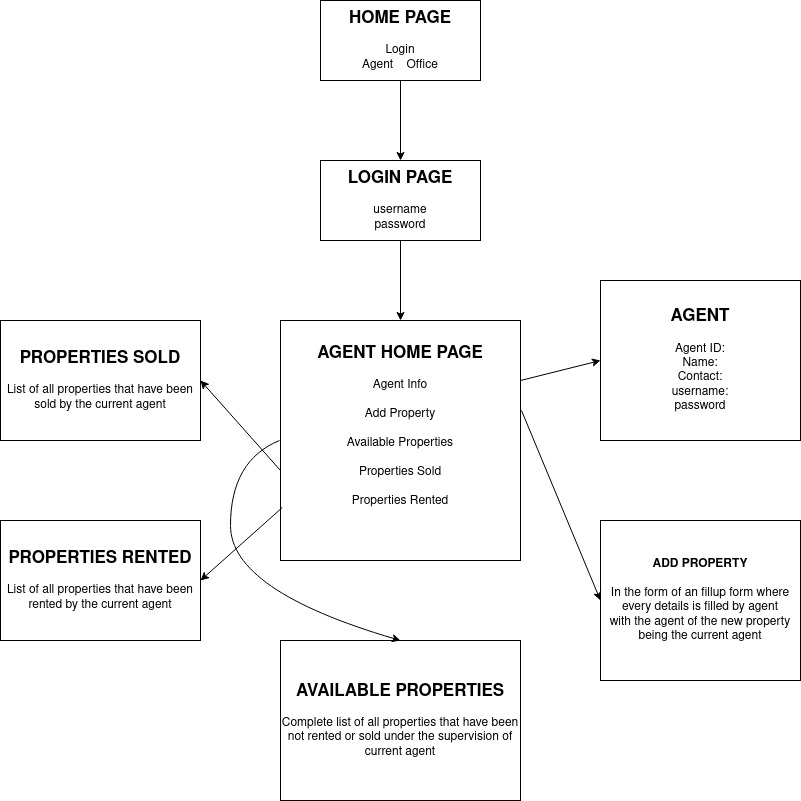 HOME PAGE
Login
Agent Office
LOGIN PAGE
username
password
AGENT HOME PAGE
Agent Info
Add Property
Available Properties
Properties Sold
Properties Rented
AGENT
Agent ID:
Name:
Contact:
username:
password
PROPERTIES SOLD
List of all properties that have been
sold by the current agent
PROPERTIES RENTED
List of all properties that have been
rented by the current agent
ADD PROPERTY
In the form of an fillup form where
every details is filled by agent
with the agent of the new property
being the current agent
AVAILABLE PROPERTIES
Complete list of all properties that have been
not rented or sold under the supervision of
current agent